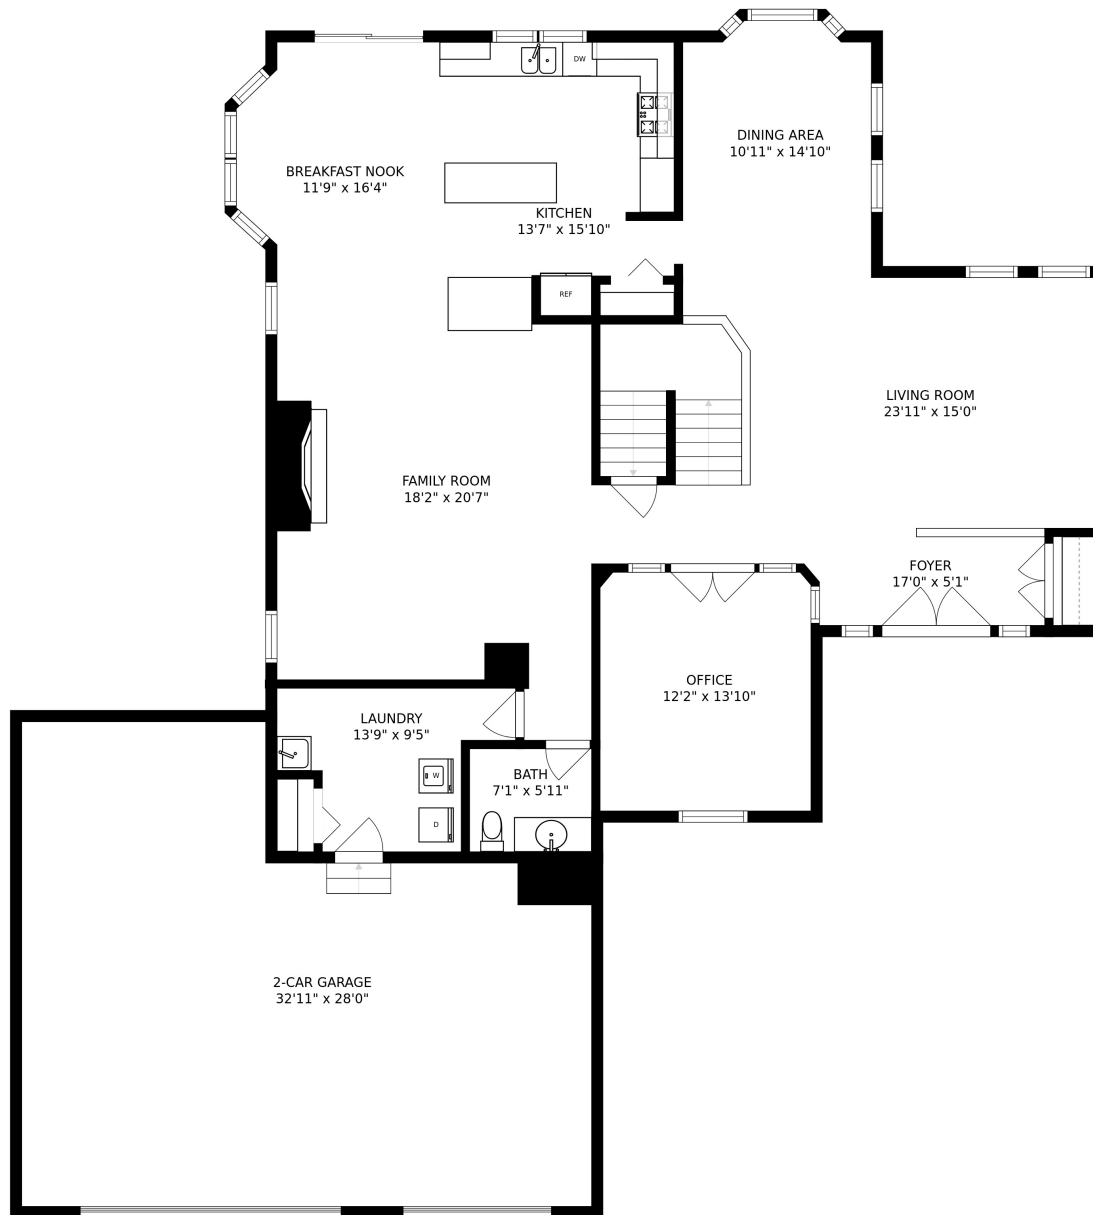 DW
DINING AREA
10'11" x 14'10"
BREAKFAST NOOK
11'9" x 16'4"
KITCHEN
13'7" x 15'10"
REF
LIVING ROOM
23'11" x 15'0"
FAMILY ROOM
18'2" x 20'7"
FOYER
17'0" x 5'1"
OFFICE
12'2" x 13'10"
LAUNDRY
13'9" x 9'5"
W
BATH
7'1" x 5'11"
D
2-CAR GARAGE
32'11" x 28'0"